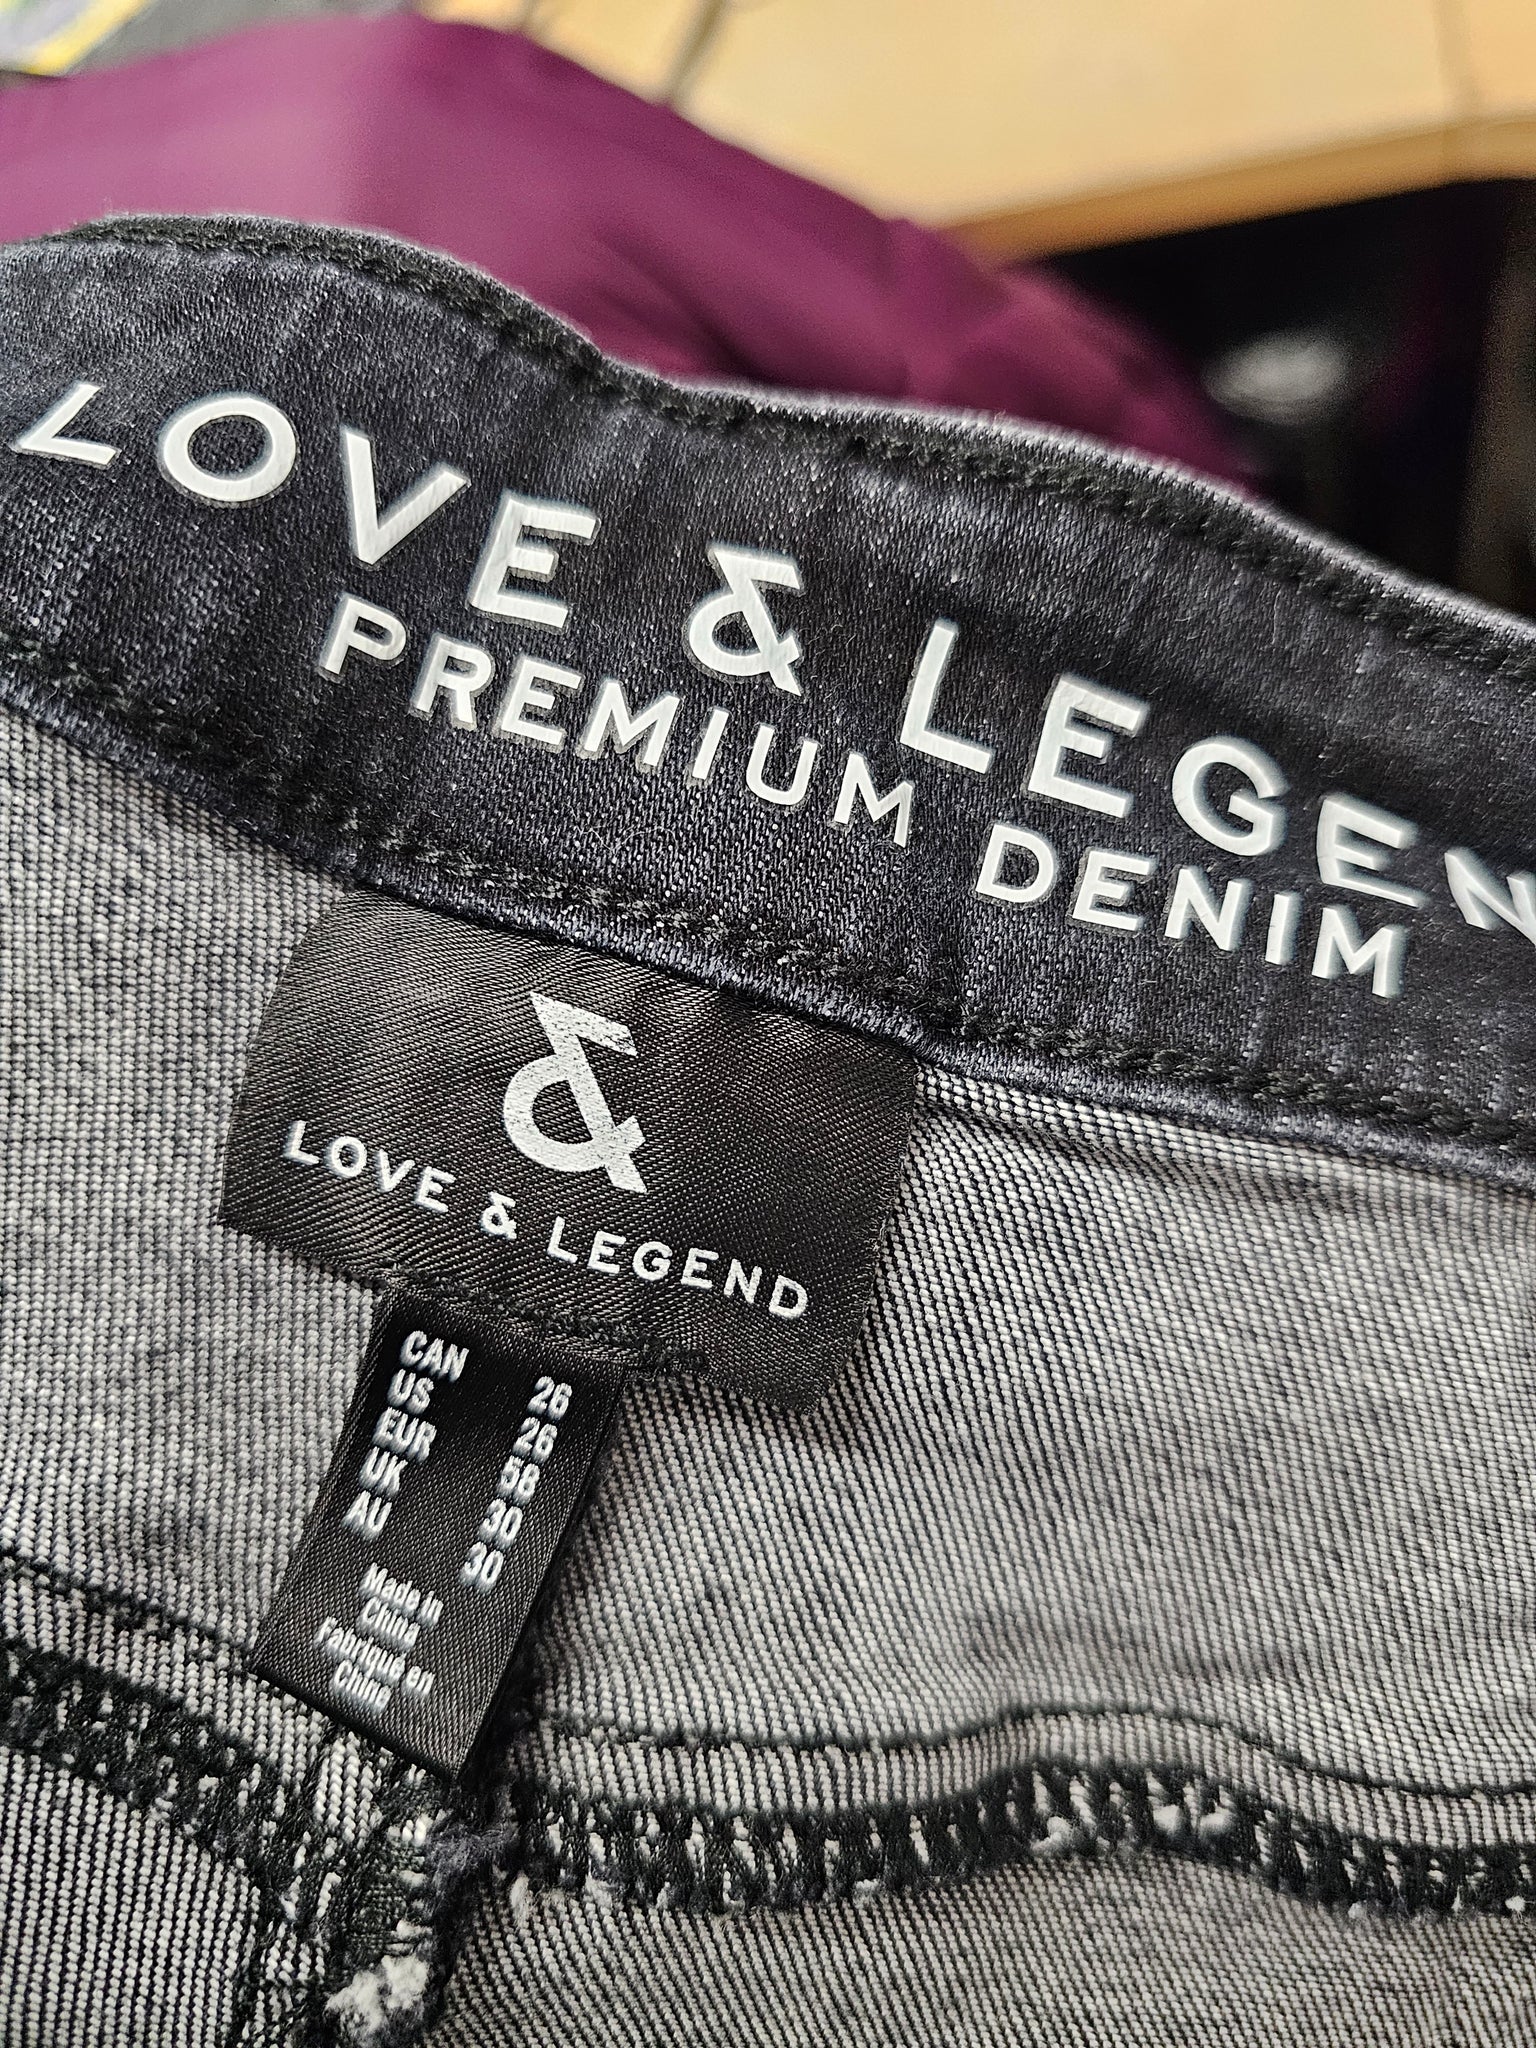 LOVE & LEGEN
PREMIUM DENIM
&
LOVE & LEGEND
CAN 26
US 26
EUR 58
UK 30
AU 30
Made in
China
Fabriqué en
Chine